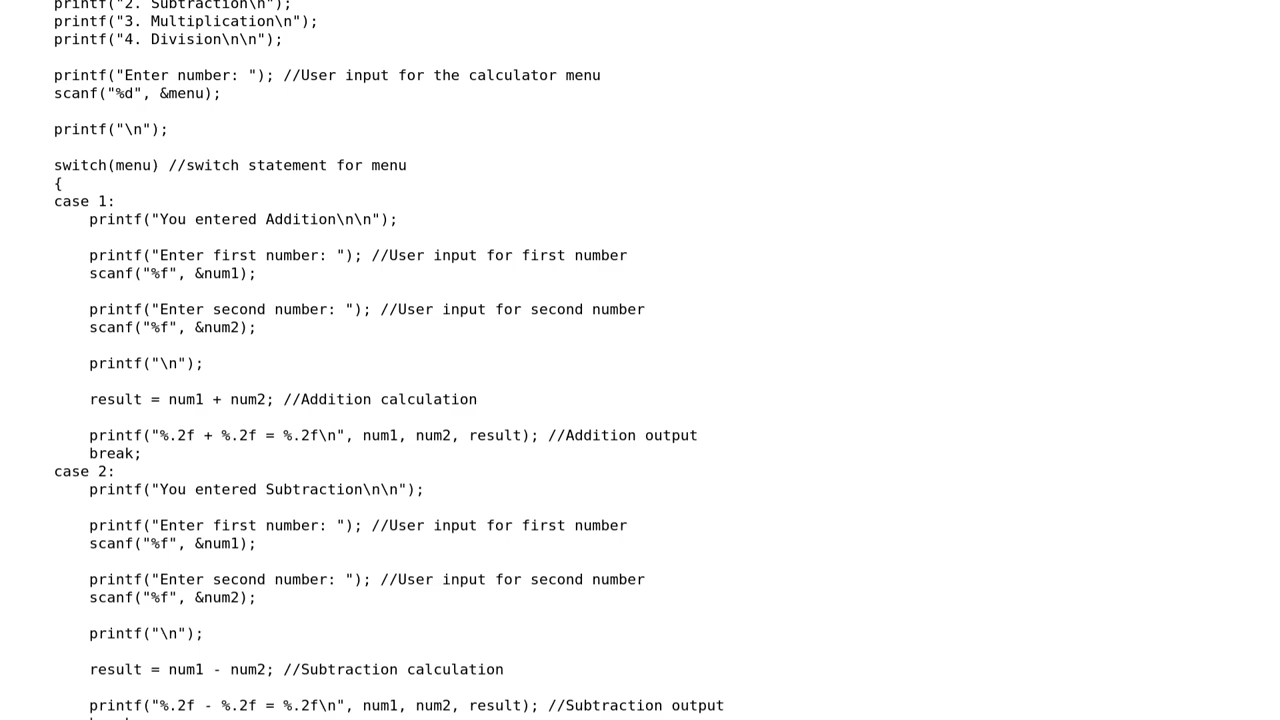 printf("2. Subtraction\n");
printf("3. Multiplication\n");
printf("4. Division\n\n");
printf("Enter number: "); //User input for the calculator menu
scanf("%d", &menu);
printf("\n");
switch(menu) //switch statement for menu
{
case 1:
printf("You entered Addition\n\n");
printf("Enter first number: "); //User input for first number
scanf("%f", &num1);
printf("Enter second number: "); //User input for second number
scanf("%f", &num2);
printf("\n");
result = num1 + num2; //Addition calculation
printf("%.2f + %.2f = %.2f\n", num1, num2, result); //Addition output
break;
case 2:
printf("You entered Subtraction\n\n");
printf("Enter first number: "); //User input for first number
scanf("%f", &num1);
printf("Enter second number: "); //User input for second number
scanf("%f", &num2);
printf("\n");
result = num1 - num2; //Subtraction calculation
printf("%.2f - %.2f = %.2f\n", num1, num2, result); //Subtraction output